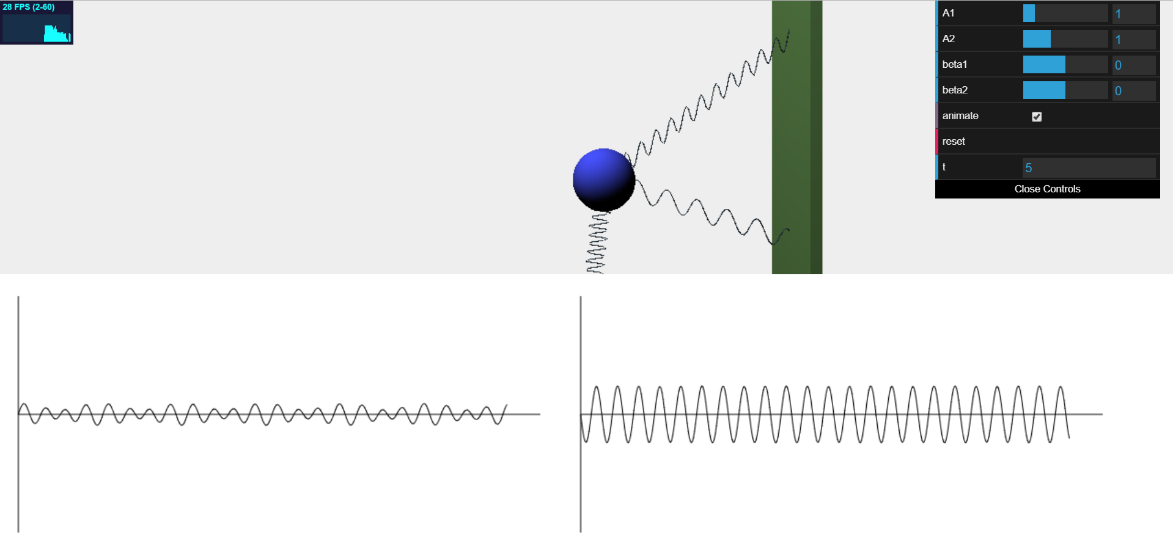 28 FPS (2-60)
A1 1
A2 1
beta1 0
beta2 0
animate
reset
t 5
Close Controls